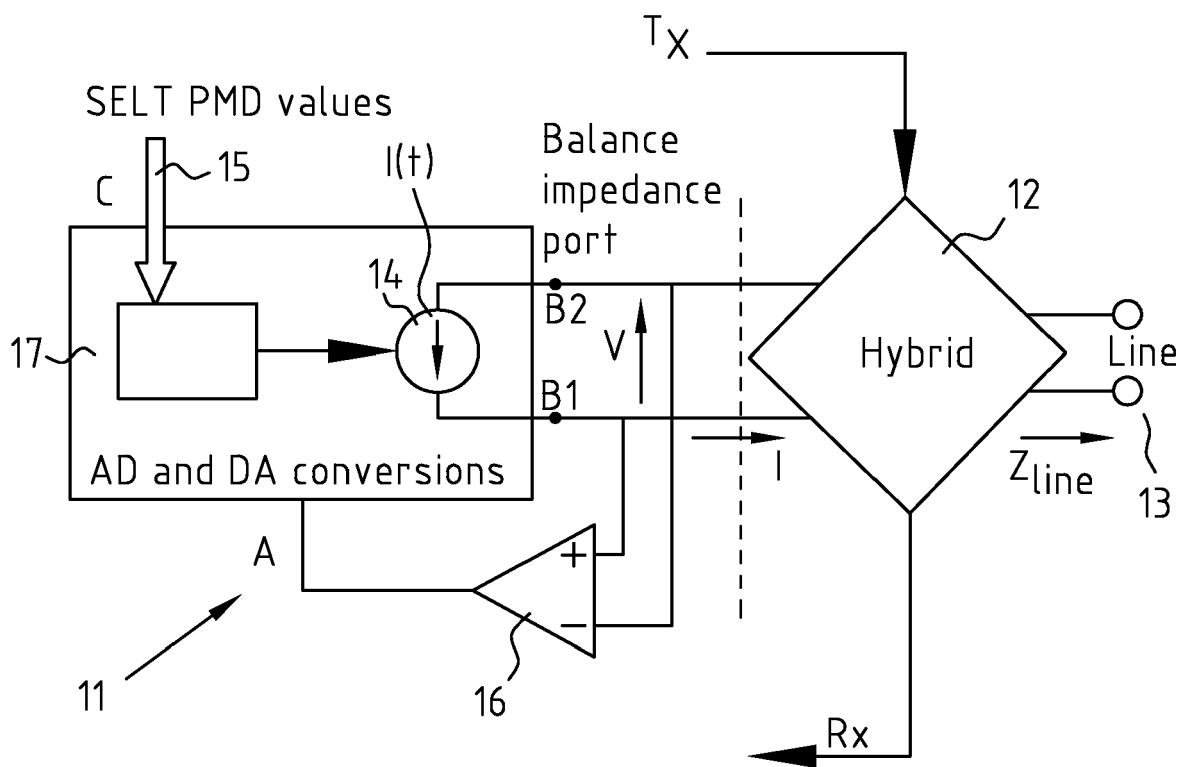 TX
SELT PMD values
15
C
I(t)
Balance
impedance
port
12
14
B2
17
V
Hybrid
Line
B1
AD and DA conversions
I
Zline
13
A
+
−
16
11
Rx